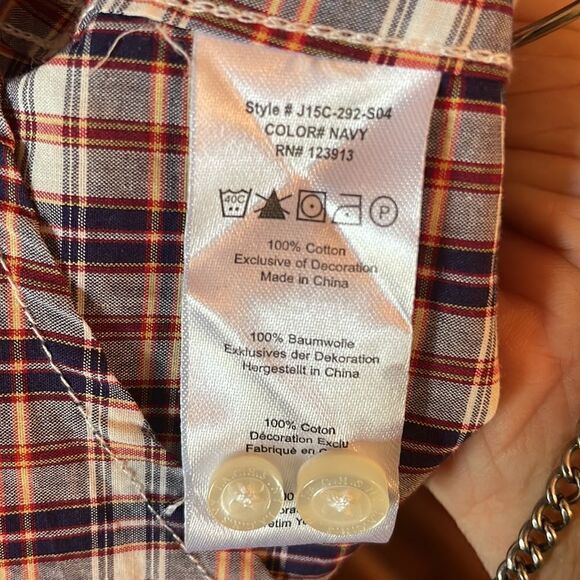 Style # J15C-292-S04
COLOR# NAVY
RN# 123913
40C
P
100% Cotton
Exclusive of Decoration
Made in China
100% Baumwolle
Exklusives der Dekoration
Hergestellt in China
100% Coton
Décoration Exclu
Fabriqué en